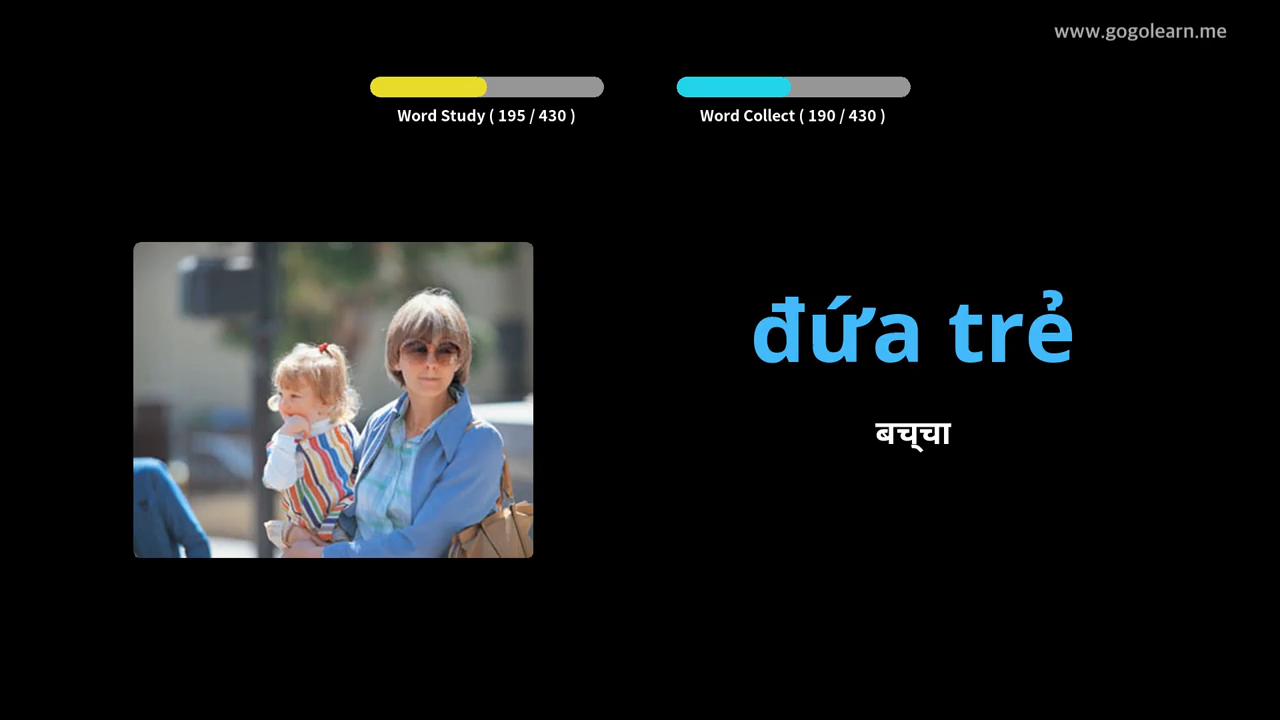 www.gogolearn.me
Word Study ( 195 / 430 )
Word Collect ( 190 / 430 )
đứa trẻ
बच्चा